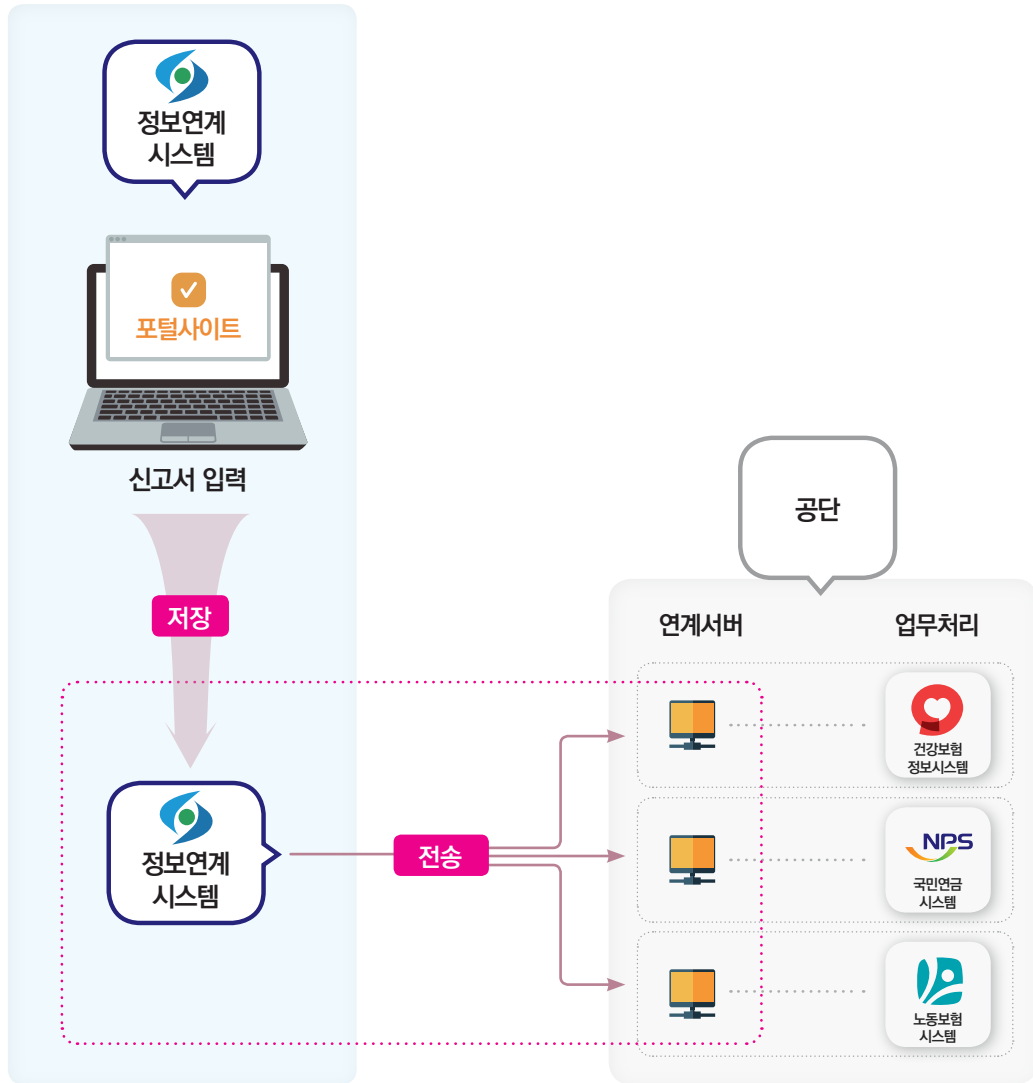 정보연계
시스템
포털사이트
신고서 입력
저장
정보연계
시스템
전송
공단
연계서버
업무처리
건강보험
정보시스템
NPS
국민연금
시스템
노동보험
시스템